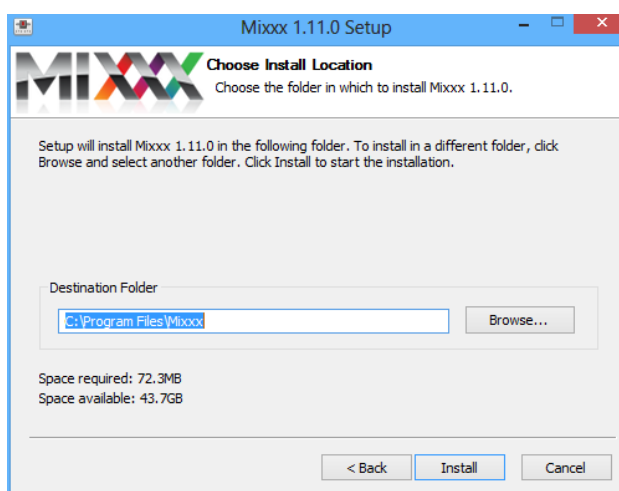 Mixxx 1.11.0 Setup
MIXXX
Choose Install Location
Choose the folder in which to install Mixxx 1.11.0.
Setup will install Mixxx 1.11.0 in the following folder. To install in a different folder, click
Browse and select another folder. Click Install to start the installation.
Destination Folder
C:\Program Files\Mixxx
Browse...
Space required: 72.3MB
Space available: 43.7GB
< Back
Install
Cancel